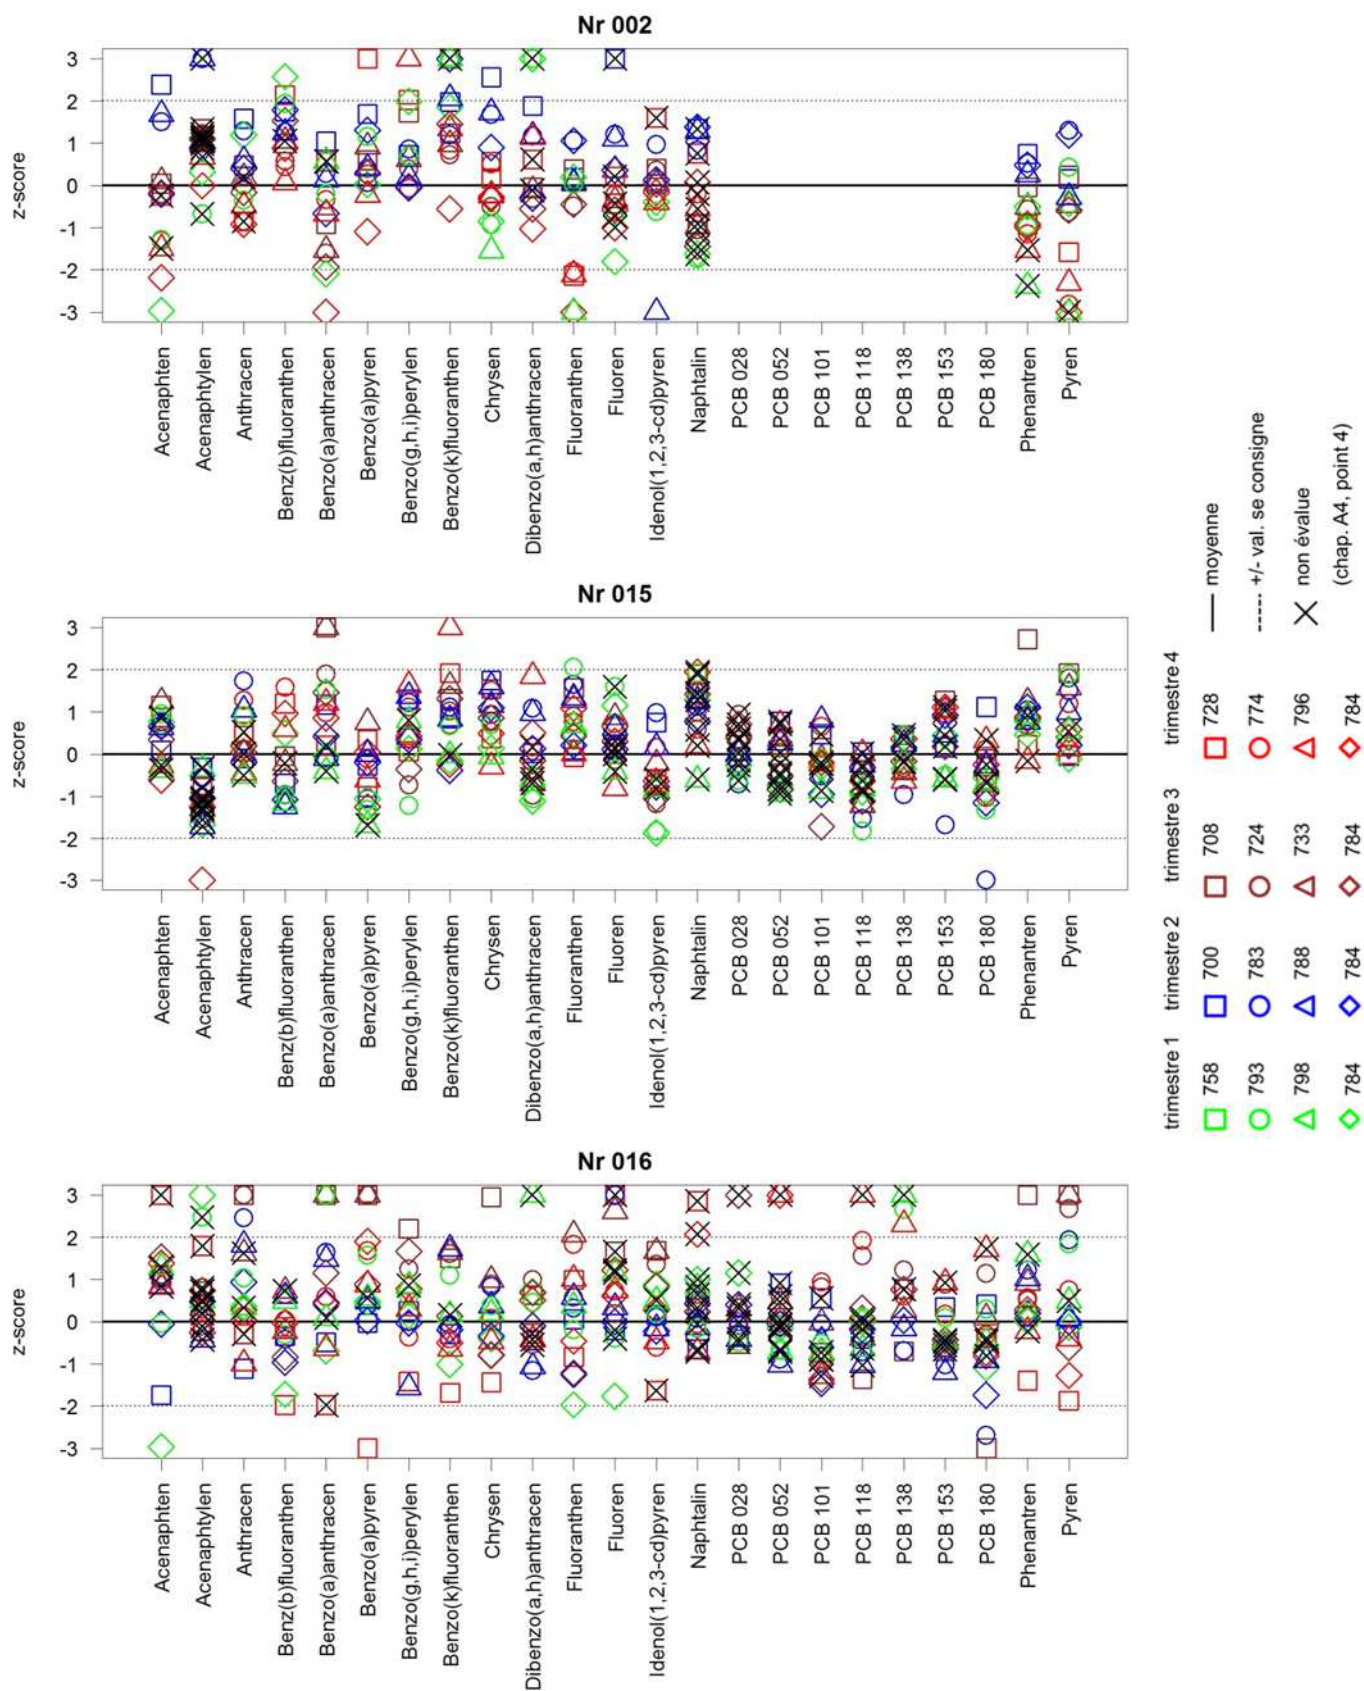 Nr 002
z-score
3
2
1
0
-1
-2
-3
Acenaphten
Acenaphtylen
Anthracen
Benz(b)fluoranthen
Benzo(a)anthracen
Benzo(a)pyren
Benzo(g,h,i)perylen
Benzo(k)fluoranthen
Chrysen
Dibenzo(a,h)anthracen
Fluoranthen
Fluoren
Idenol(1,2,3-cd)pyren
Naphtalin
PCB 028
PCB 052
PCB 101
PCB 118
PCB 138
PCB 153
PCB 180
Phenantren
Pyren
Nr 015
z-score
3
2
1
0
-1
-2
-3
Acenaphten
Acenaphtylen
Anthracen
Benz(b)fluoranthen
Benzo(a)anthracen
Benzo(a)pyren
Benzo(g,h,i)perylen
Benzo(k)fluoranthen
Chrysen
Dibenzo(a,h)anthracen
Fluoranthen
Fluoren
Idenol(1,2,3-cd)pyren
Naphtalin
PCB 028
PCB 052
PCB 101
PCB 118
PCB 138
PCB 153
PCB 180
Phenantren
Pyren
Nr 016
z-score
3
2
1
0
-1
-2
-3
Acenaphten
Acenaphtylen
Anthracen
Benz(b)fluoranthen
Benzo(a)anthracen
Benzo(a)pyren
Benzo(g,h,i)perylen
Benzo(k)fluoranthen
Chrysen
Dibenzo(a,h)anthracen
Fluoranthen
Fluoren
Idenol(1,2,3-cd)pyren
Naphtalin
PCB 028
PCB 052
PCB 101
PCB 118
PCB 138
PCB 153
PCB 180
Phenantren
Pyren
trimestre 1 trimestre 2 trimestre 3 trimestre 4
758 700 708 728 moyenne
793 783 724 774 +/- val. se consigne
798 788 733 796 non évalue
784 784 784 784 (chap. A4, point 4)